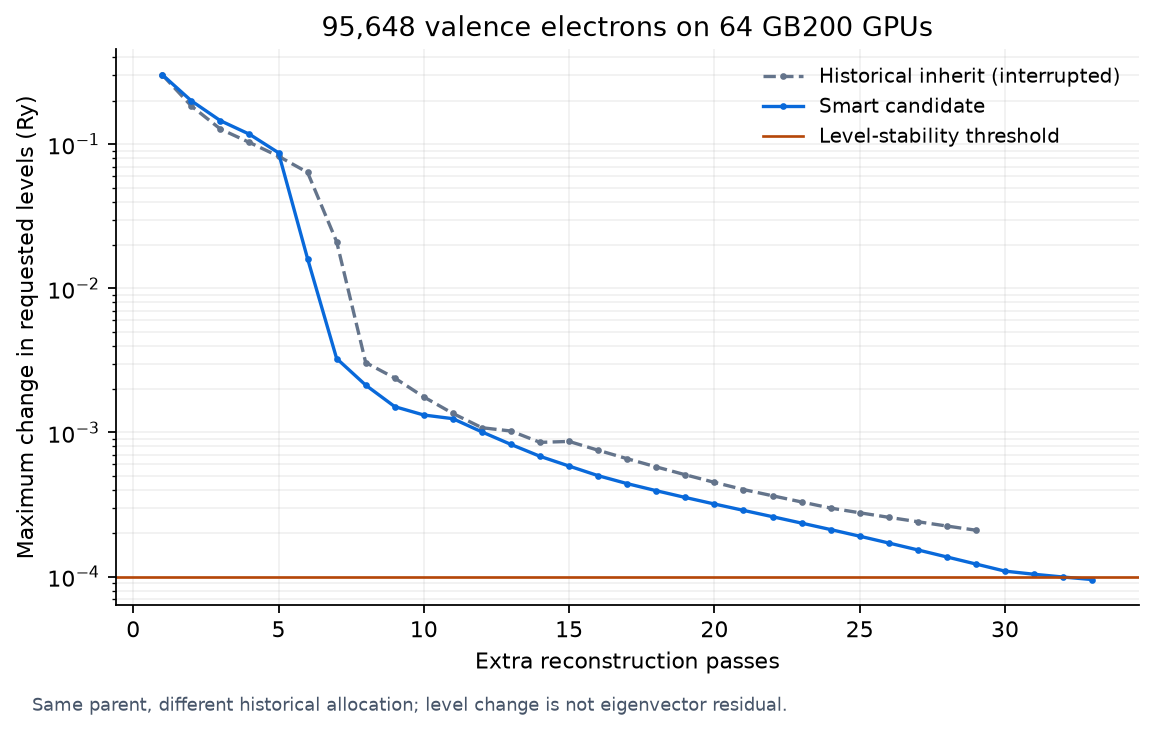 95,648 valence electrons on 64 GB200 GPUs
Maximum change in requested levels (Ry)
10⁻¹
10⁻²
10⁻³
10⁻⁴
Historical inherit (interrupted)
Smart candidate
Level-stability threshold
0 5 10 15 20 25 30
Extra reconstruction passes
Same parent, different historical allocation; level change is not eigenvector residual.